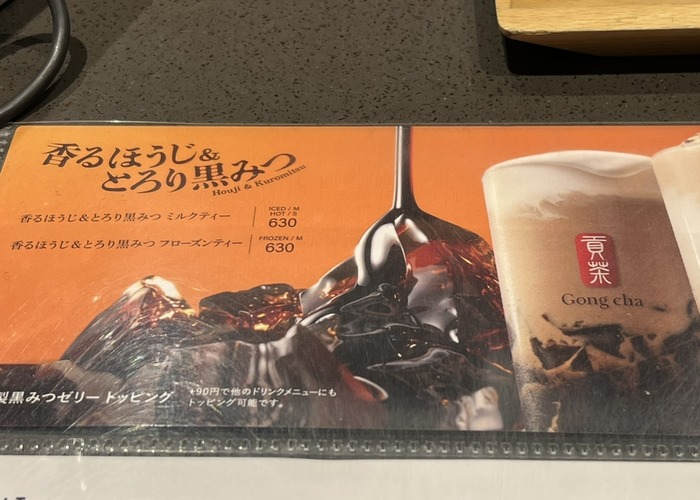 香るほうじ&
とろり黒みつ
Houji & Kuromitsu
香るほうじ&とろり黒みつ ミルクティー
ICED / M
HOT / S
630
香るほうじ&とろり黒みつ フローズンティー
FROZEN / M
630
貢茶
Gong cha
製黒みつゼリートッピング
+90円で他のドリンクメニューにも
トッピング可能です。